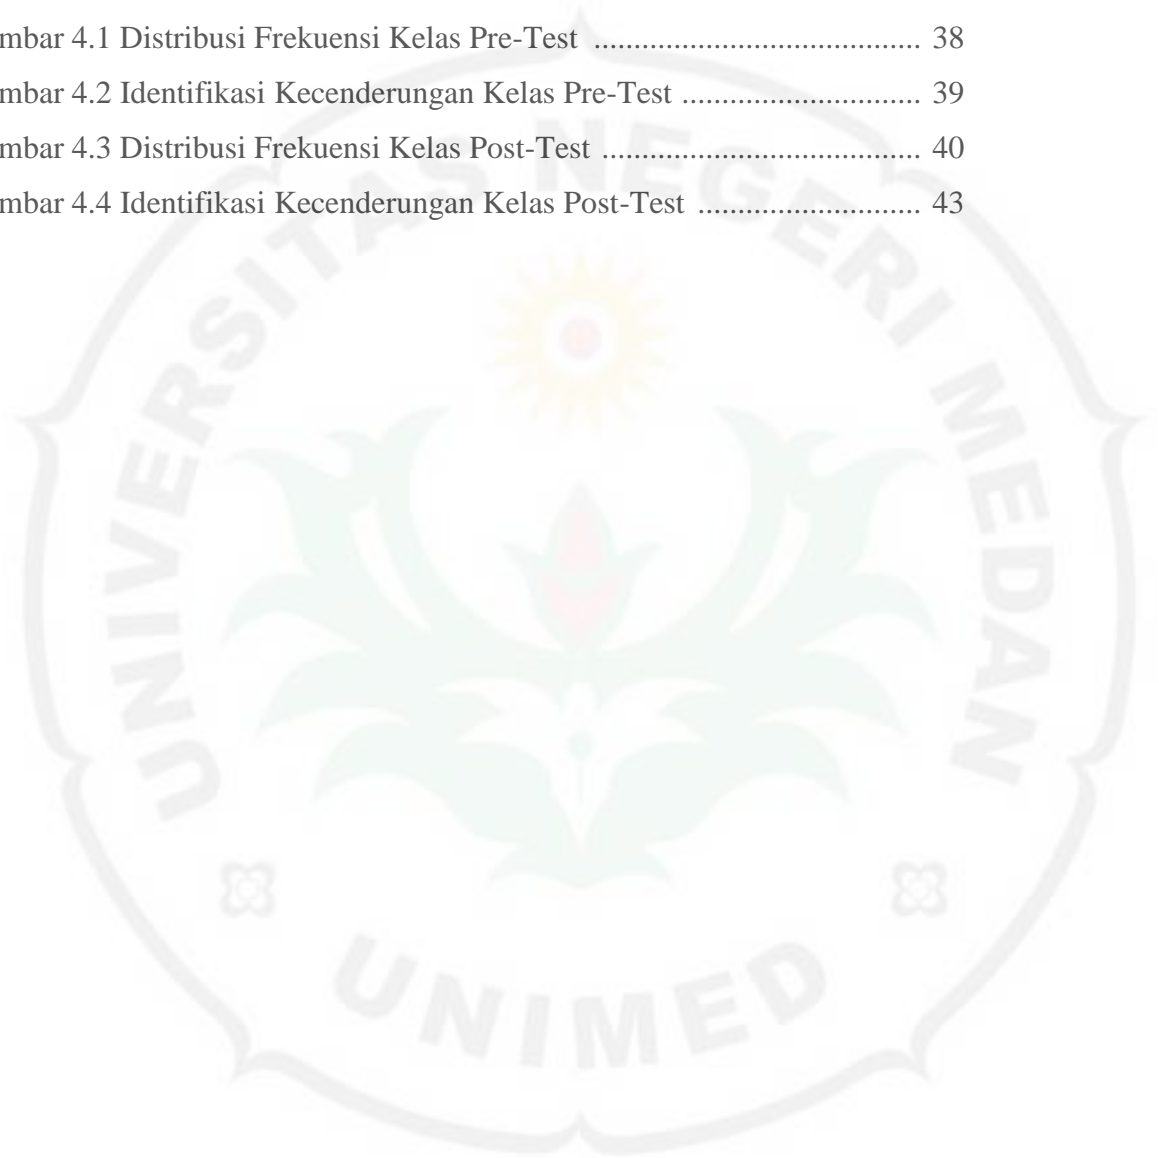 mbar 4.1 Distribusi Frekuensi Kelas Pre-Test ........................................ 38
mbar 4.2 Identifikasi Kecenderungan Kelas Pre-Test ............................. 39
mbar 4.3 Distribusi Frekuensi Kelas Post-Test ....................................... 40
mbar 4.4 Identifikasi Kecenderungan Kelas Post-Test ........................... 43
UNIVERSITAS NEGERI MEDAN
UNIMED